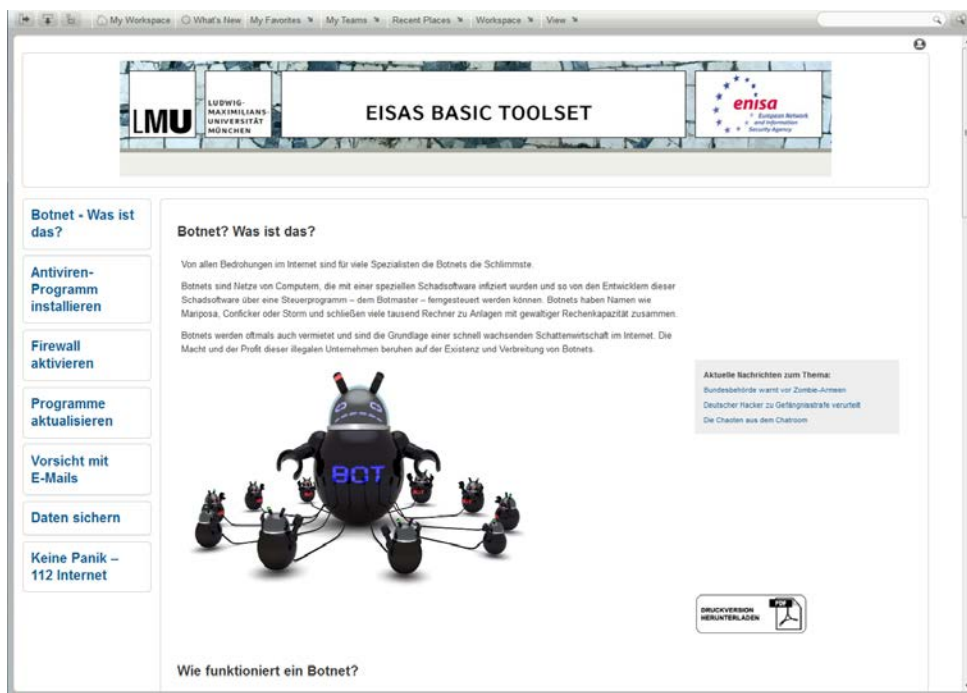 My Workspace What's New My Favorites My Teams Recent Places Workspace View
LMU
LUDWIG-
MAXIMILIANS-
UNIVERSITÄT
MÜNCHEN
EISAS BASIC TOOLSET
enisa
European Network
and Information
Security Agency
Botnet - Was ist
das?
Antiviren-
Programm
installieren
Firewall
aktivieren
Programme
aktualisieren
Vorsicht mit
E-Mails
Daten sichern
Keine Panik –
112 Internet
Botnet? Was ist das?
Von allen Bedrohungen im Internet sind für viele Spezialisten die Botnets die Schlimmste.
Botnets sind Netze von Computern, die mit einer speziellen Schadsoftware infiziert wurden und so von den Entwicklern dieser
Schadsoftware über eine Steuerprogramm – dem Botmaster – ferngesteuert werden können. Botnets haben Namen wie
Mariposa, Conficker oder Storm und schließen viele tausend Rechner zu Anlagen mit gewaltiger Rechenkapazität zusammen.
Botnets werden oftmals auch vermietet und sind die Grundlage einer schnell wachsenden Schattenwirtschaft im Internet. Die
Macht und der Profit dieser illegalen Unternehmen beruhen auf der Existenz und Verbreitung von Botnets.
BOT
Aktuelle Nachrichten zum Thema:
Bundesbehörde warnt vor Zombie-Armeen
Deutscher Hacker zu Gefängnisstrafe verurteilt
Die Chaoten aus dem Chatroom
DRUCKVERSION
HERUNTERLADEN
PDF
Wie funktioniert ein Botnet?